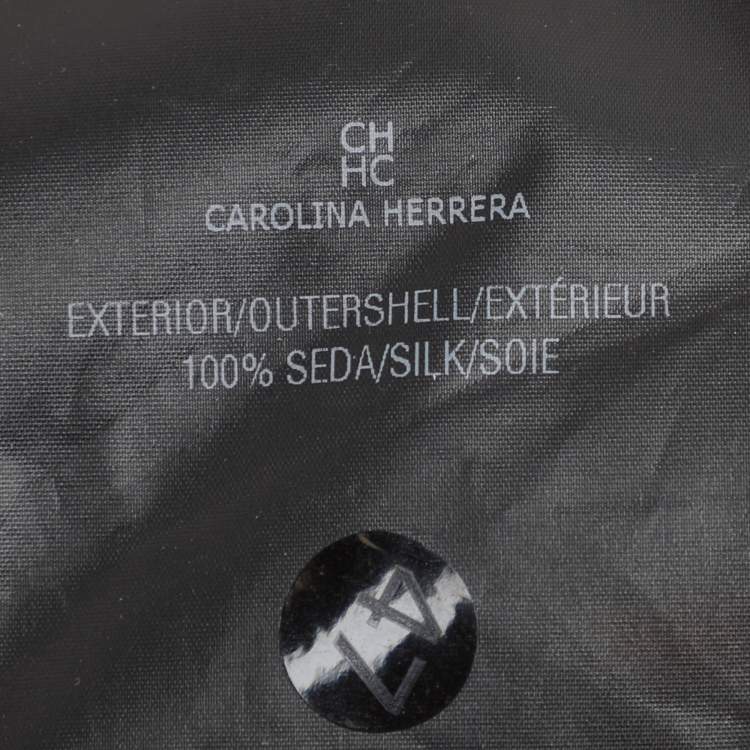 CH
HC
CAROLINA HERRERA
EXTERIOR/OUTERSHELL/EXTÉRIEUR
100% SEDA/SILK/SOIE